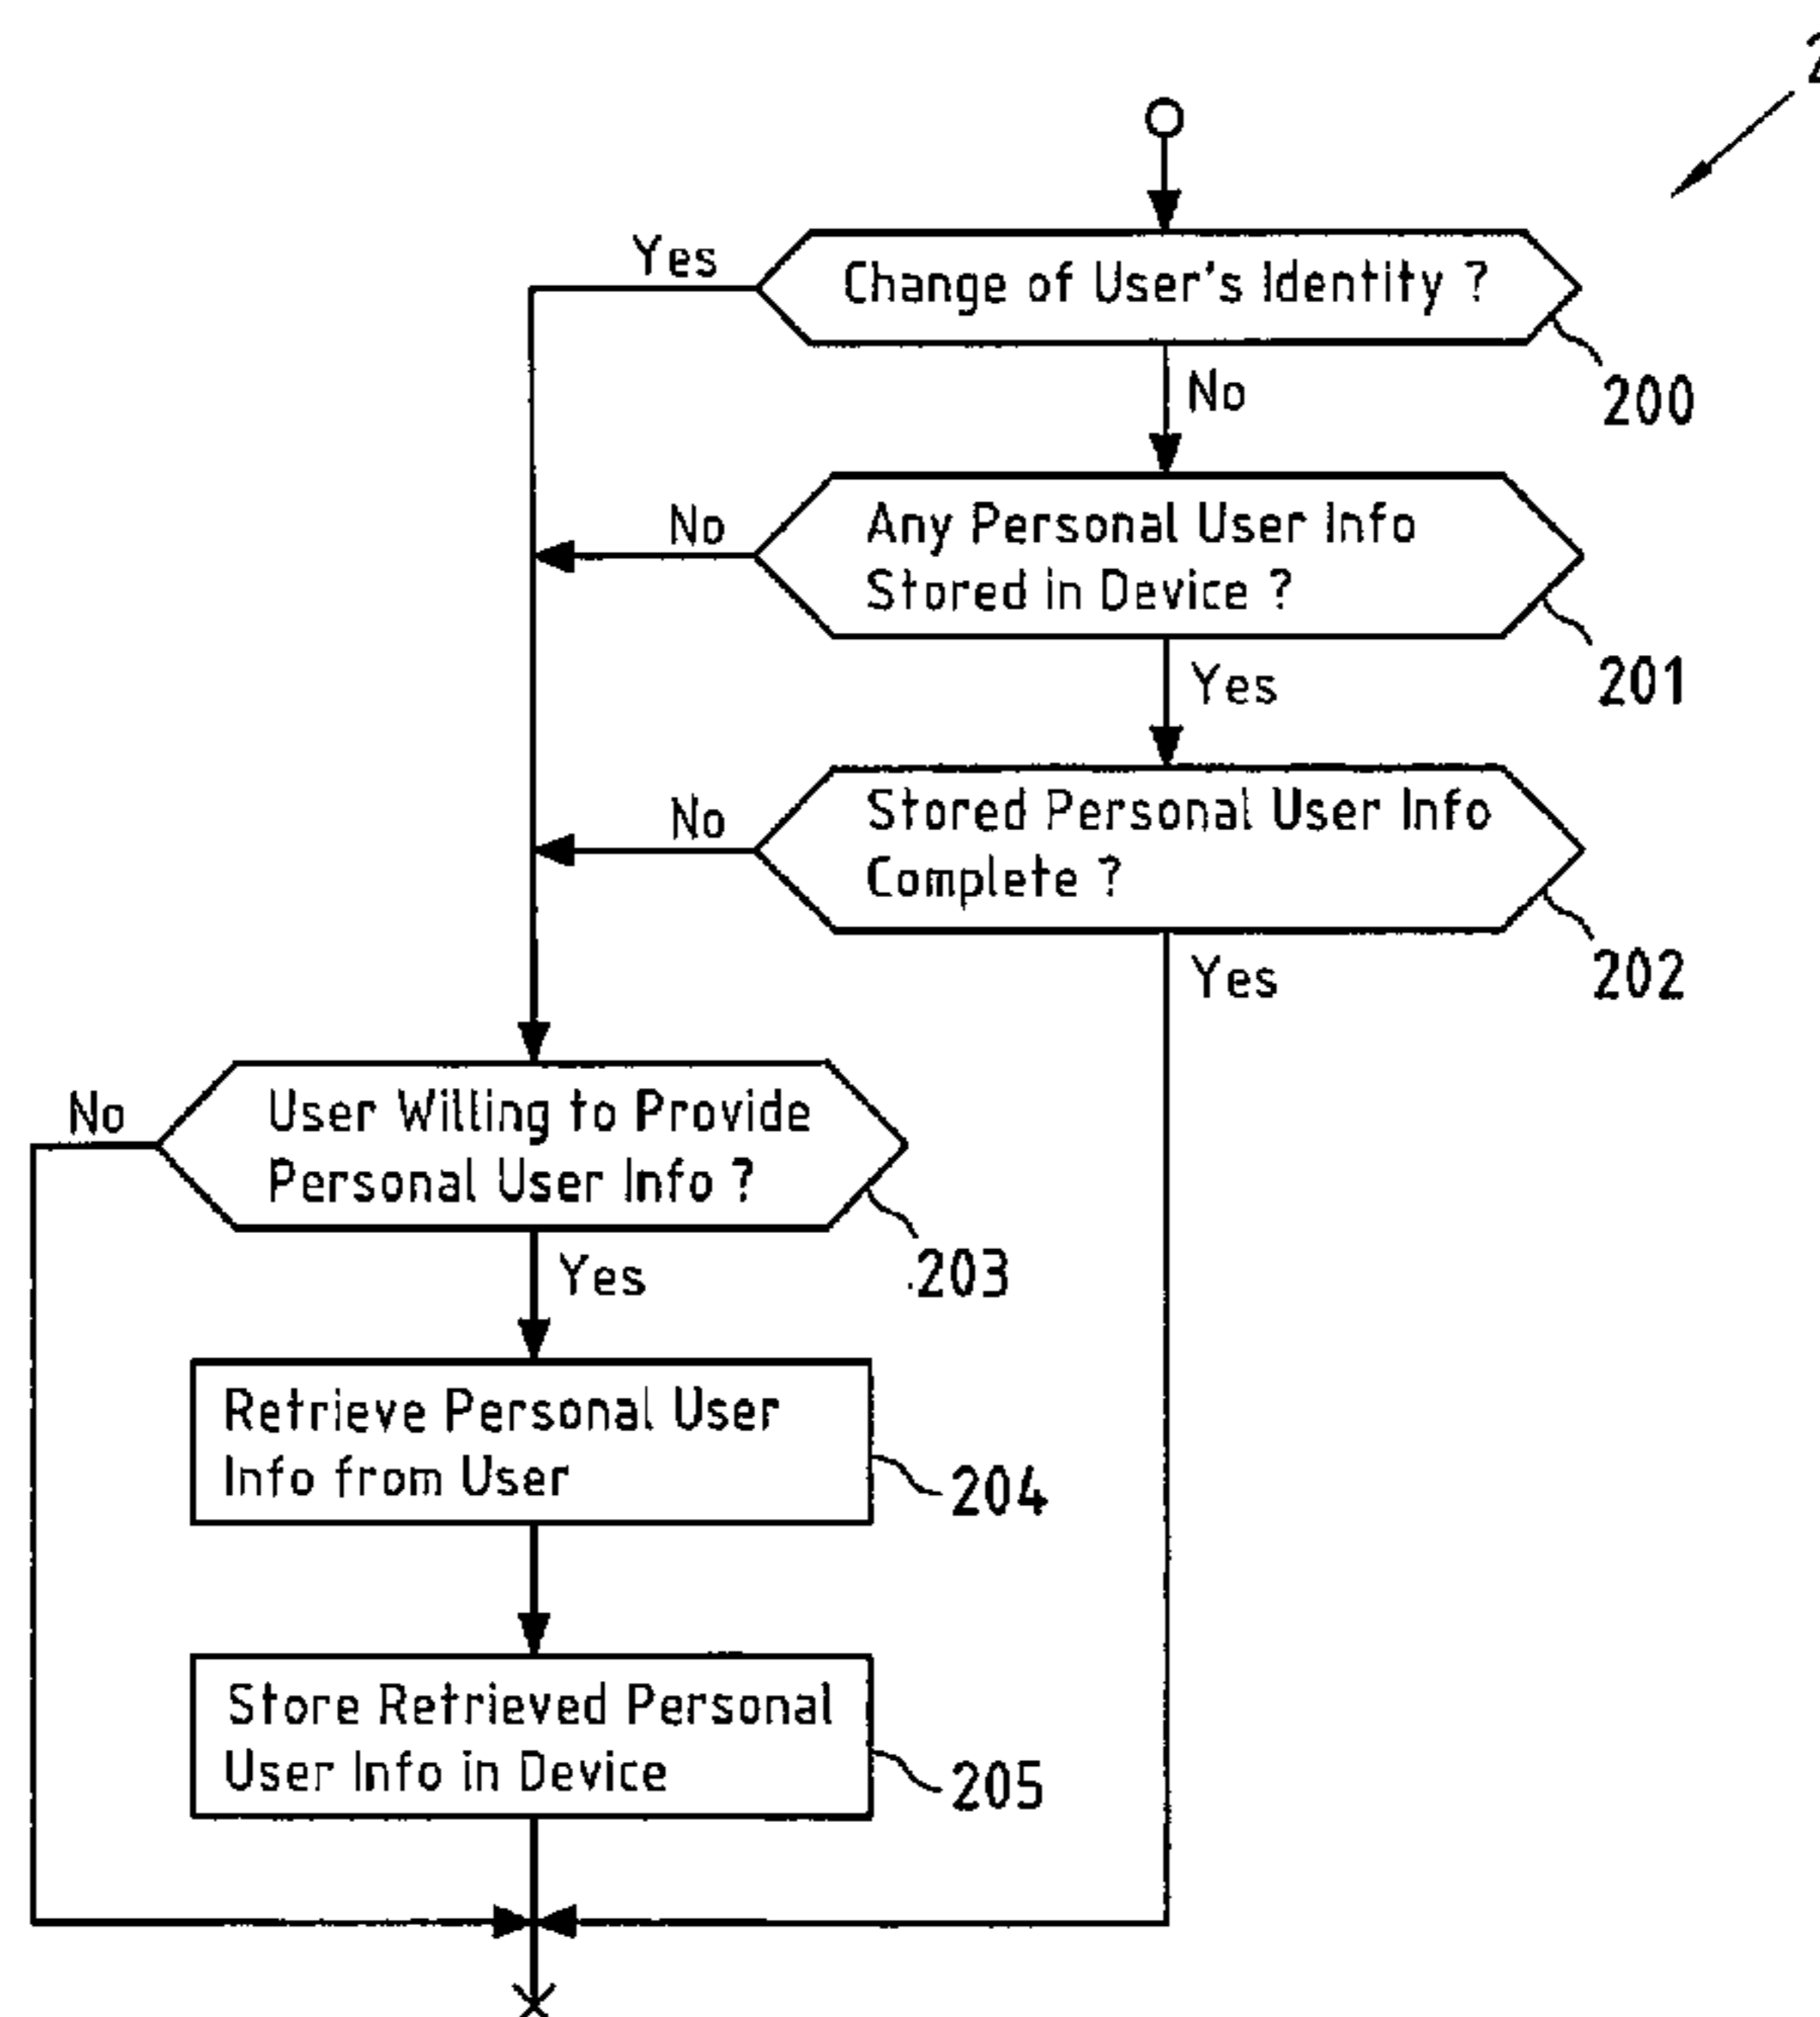 2
Yes
Change of User's Identity ?
200
No
No
Any Personal User Info
Stored in Device ?
201
Yes
No
Stored Personal User Info
Complete ?
202
Yes
No
User Willing to Provide
Personal User Info ?
203
Yes
Retrieve Personal User
Info from User
204
Store Retrieved Personal
User Info in Device
205